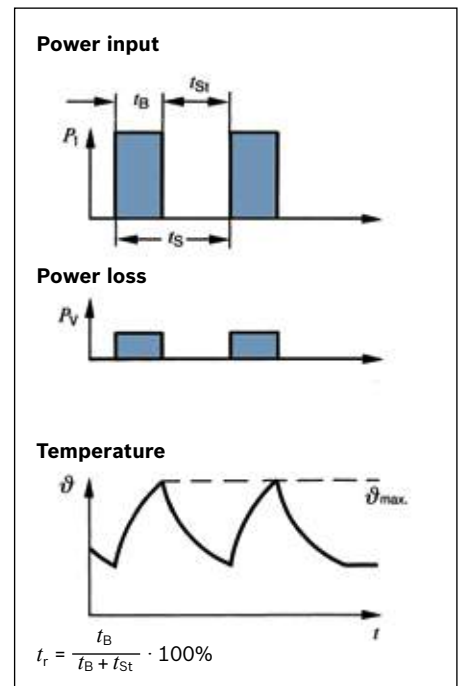 Power input
t_B
t_St
P_1
t_S
Power loss
P_V
Temperature
ϑ
ϑ_max.
t
t_r = t_B / (t_B + t_St) · 100%